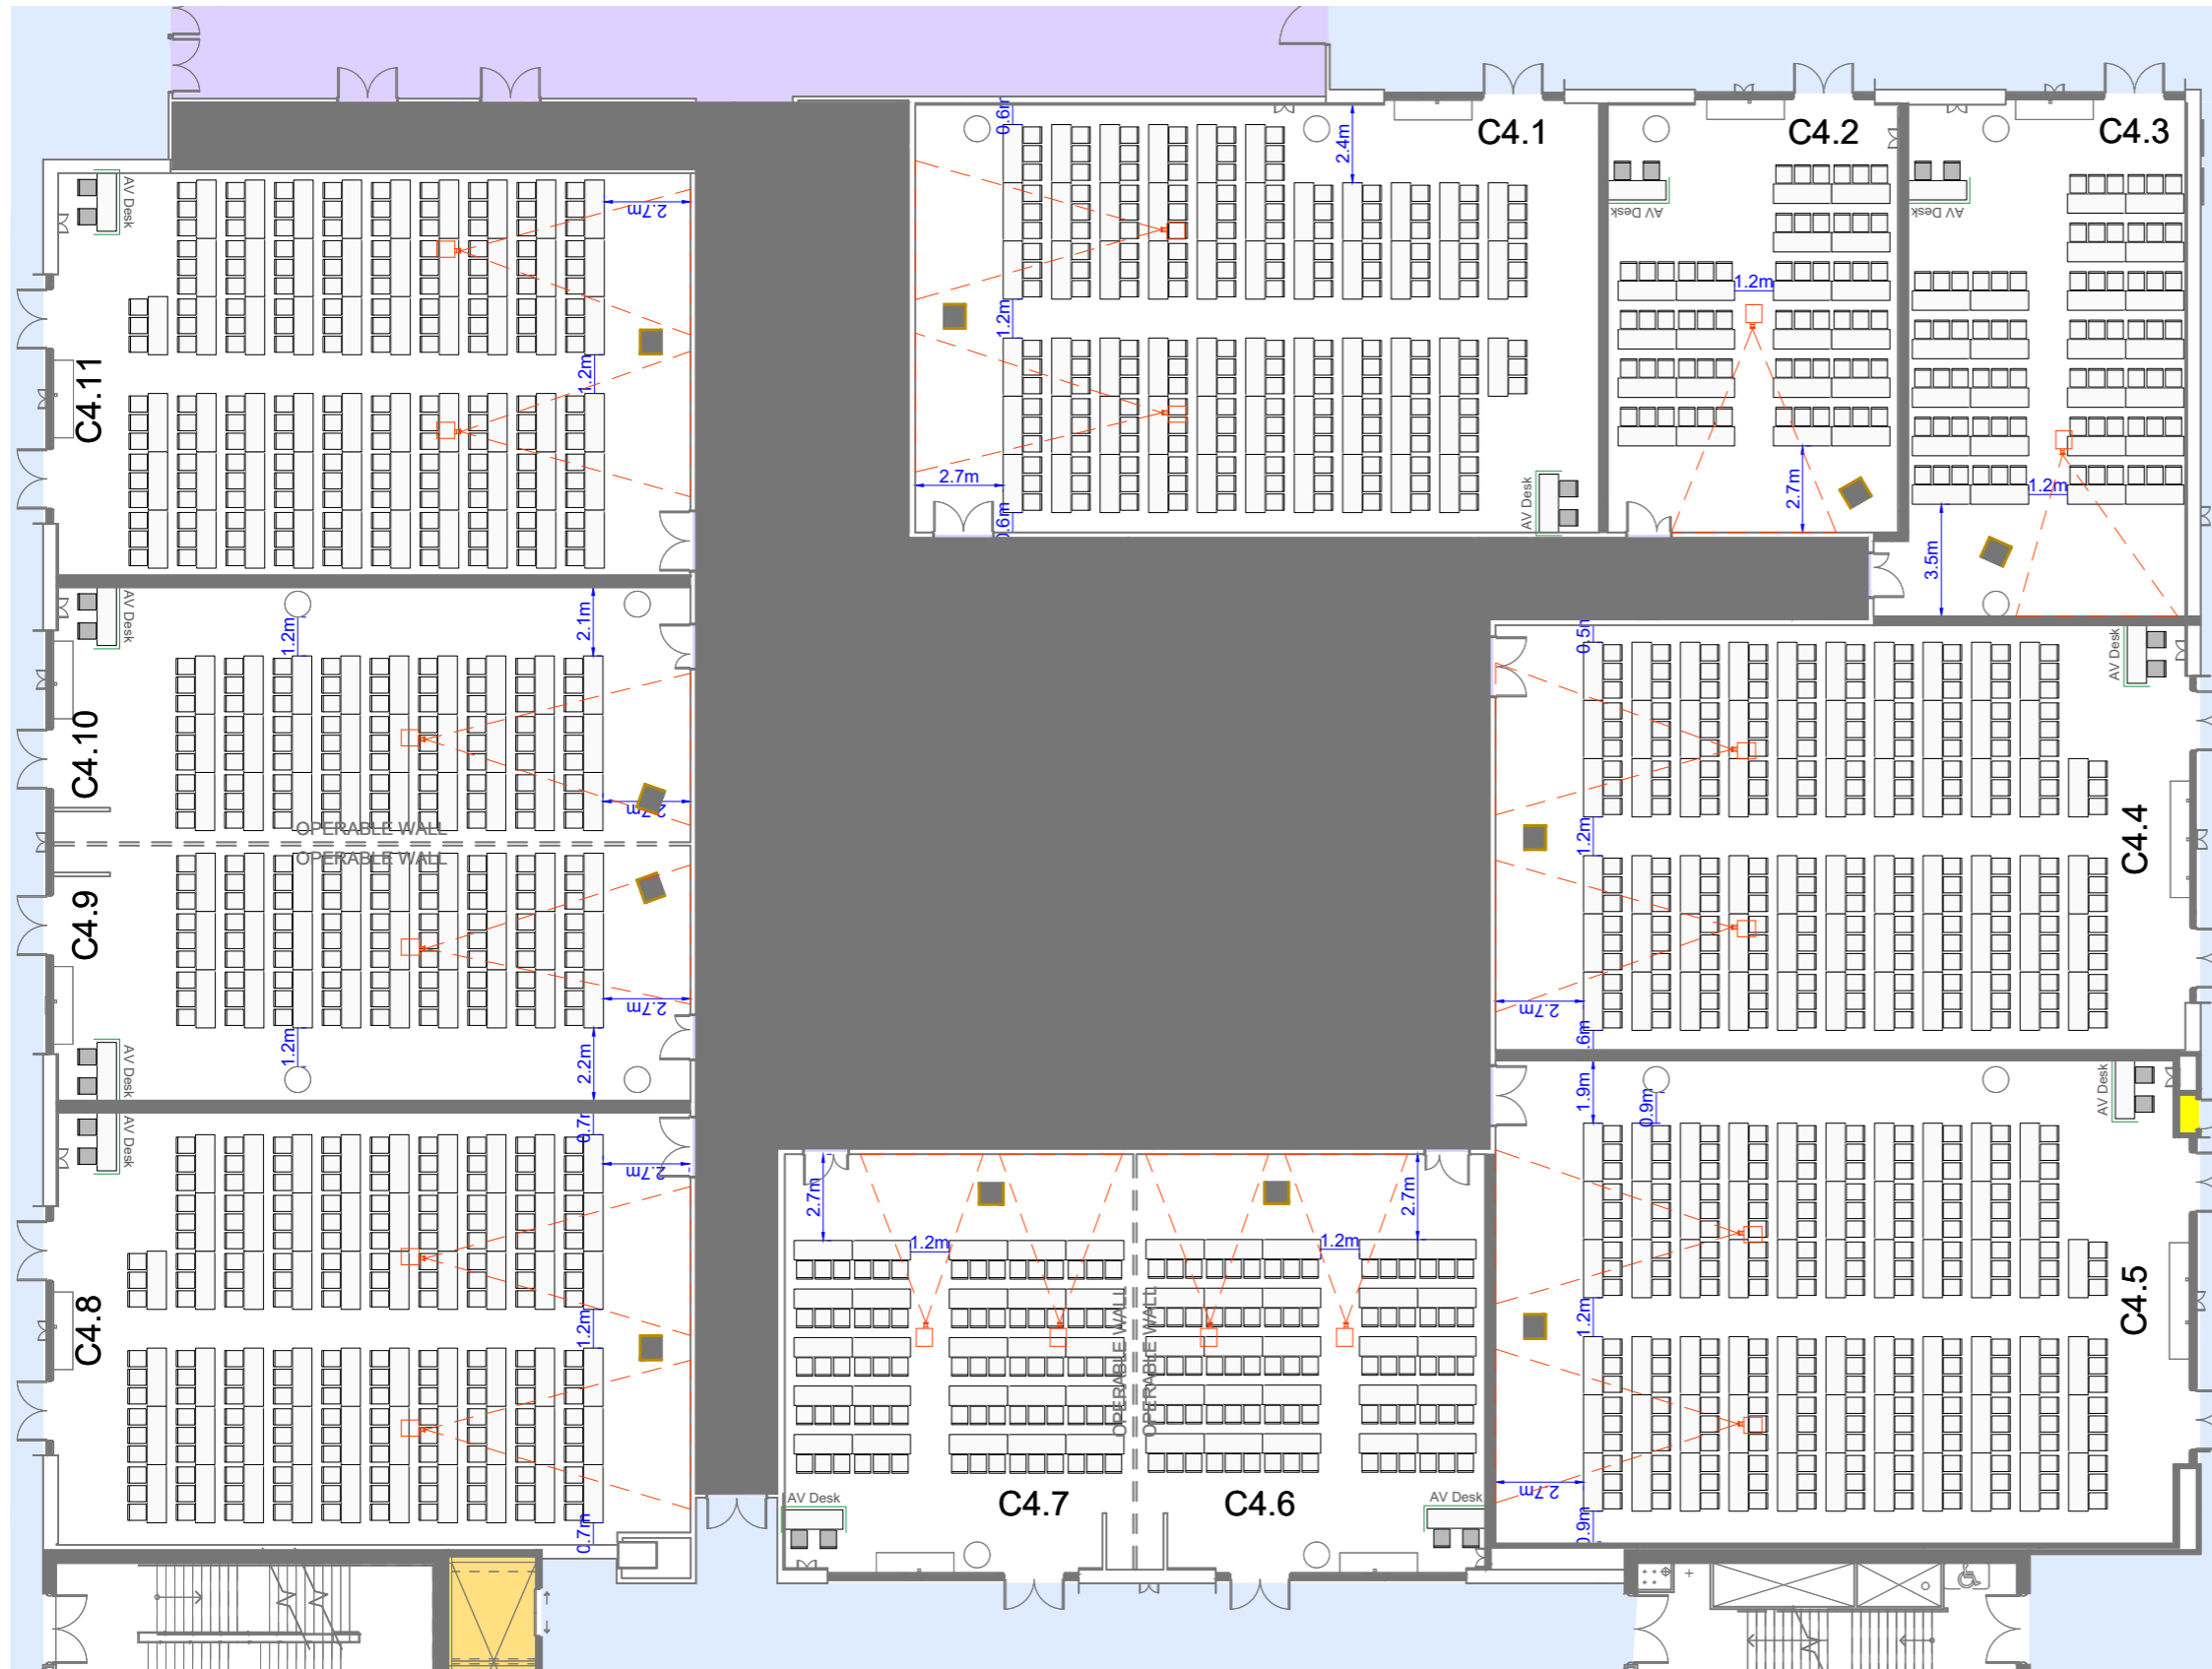 C4.1
C4.2
C4.3
0.6m
2.4m
AV Desk
2.7m
AV Desk
AV Desk
1.2m
1.2m
1.2m
C4.11
2.7m
0.6m
AV Desk
2.7m
1.2m
3.5m
AV Desk
1.2m
2.1m
0.5m
AV Desk
C4.10
2.7m
OPERABLE WALL
OPERABLE WALL
1.2m
C4.4
C4.9
2.7m
2.7m
1.2m
2.2m
AV Desk
.6m
AV Desk
0.7m
2.7m
1.9m
0.9m
AV Desk
2.7m
1.2m
1.2m
2.7m
C4.8
1.2m
OPERABLE WALL
OPERABLE WALL
1.2m
C4.5
0.7m
AV Desk
C4.7
C4.6
AV Desk
2.7m
0.9m